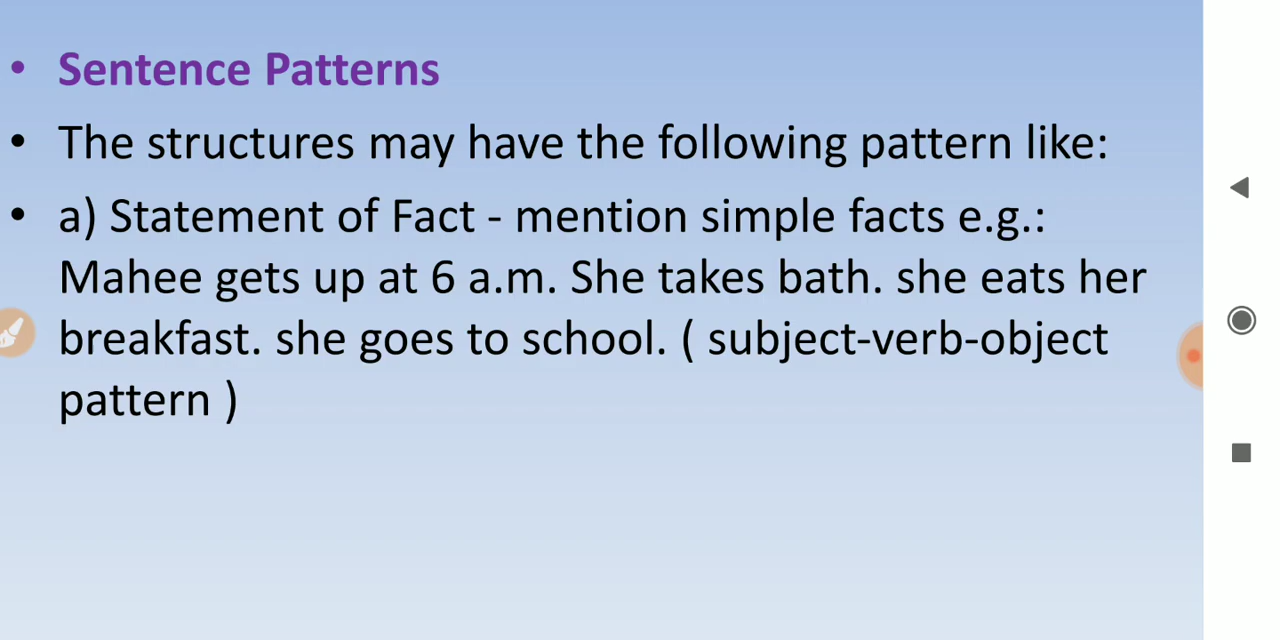 • Sentence Patterns
• The structures may have the following pattern like:
• a) Statement of Fact - mention simple facts e.g.:
Mahee gets up at 6 a.m. She takes bath. she eats her
breakfast. she goes to school. ( subject-verb-object
pattern )